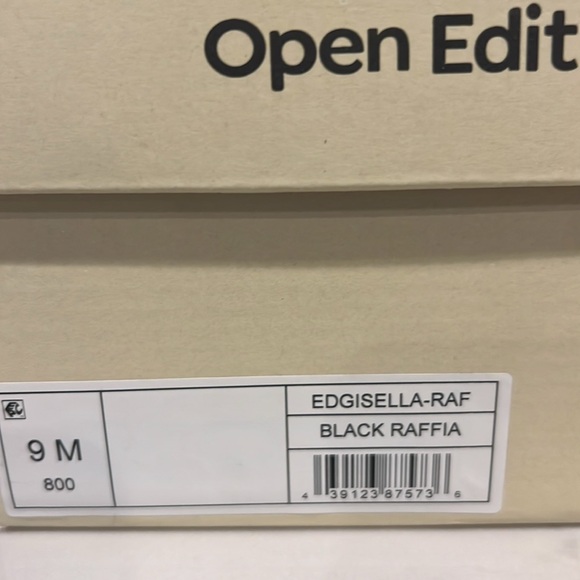 Open Edit
9 M
800
EDGISELLA-RAF
BLACK RAFFIA
4 39123 87573 6